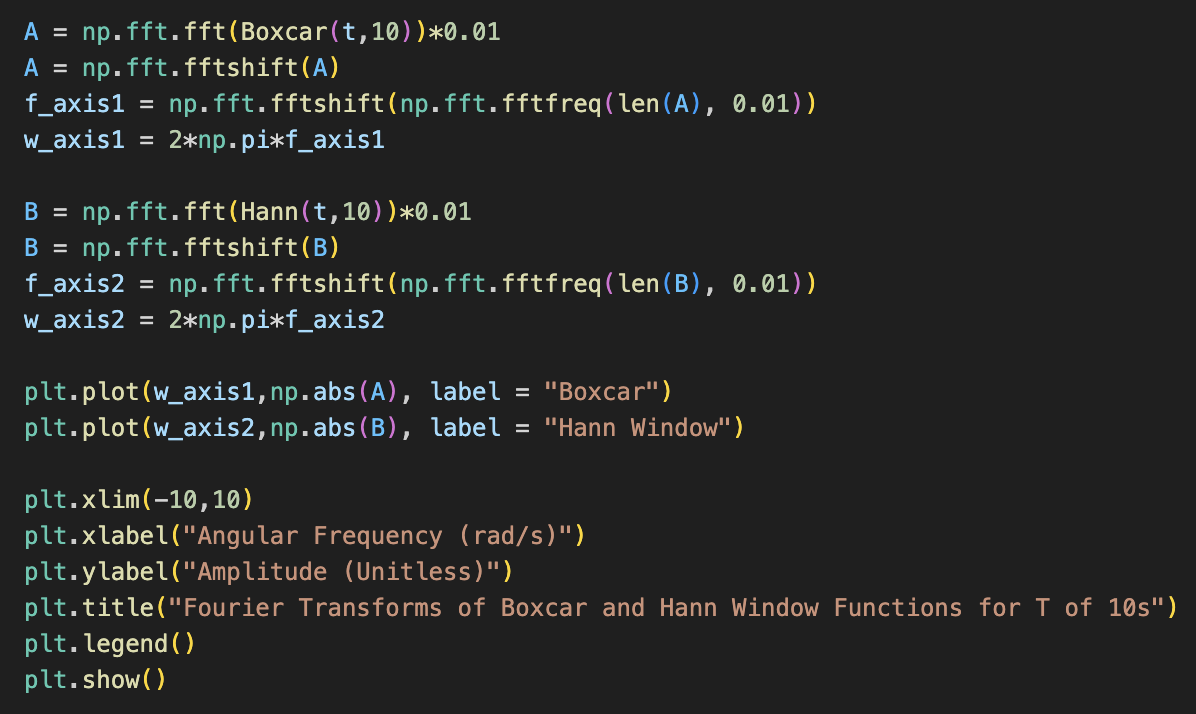 A = np.fft.fft(Boxcar(t,10))*0.01
A = np.fft.fftshift(A)
f_axis1 = np.fft.fftshift(np.fft.fftfreq(len(A), 0.01))
w_axis1 = 2*np.pi*f_axis1
B = np.fft.fft(Hann(t,10))*0.01
B = np.fft.fftshift(B)
f_axis2 = np.fft.fftshift(np.fft.fftfreq(len(B), 0.01))
w_axis2 = 2*np.pi*f_axis2
plt.plot(w_axis1,np.abs(A), label = "Boxcar")
plt.plot(w_axis2,np.abs(B), label = "Hann Window")
plt.xlim(-10,10)
plt.xlabel("Angular Frequency (rad/s)")
plt.ylabel("Amplitude (Unitless)")
plt.title("Fourier Transforms of Boxcar and Hann Window Functions for T of 10s")
plt.legend()
plt.show()